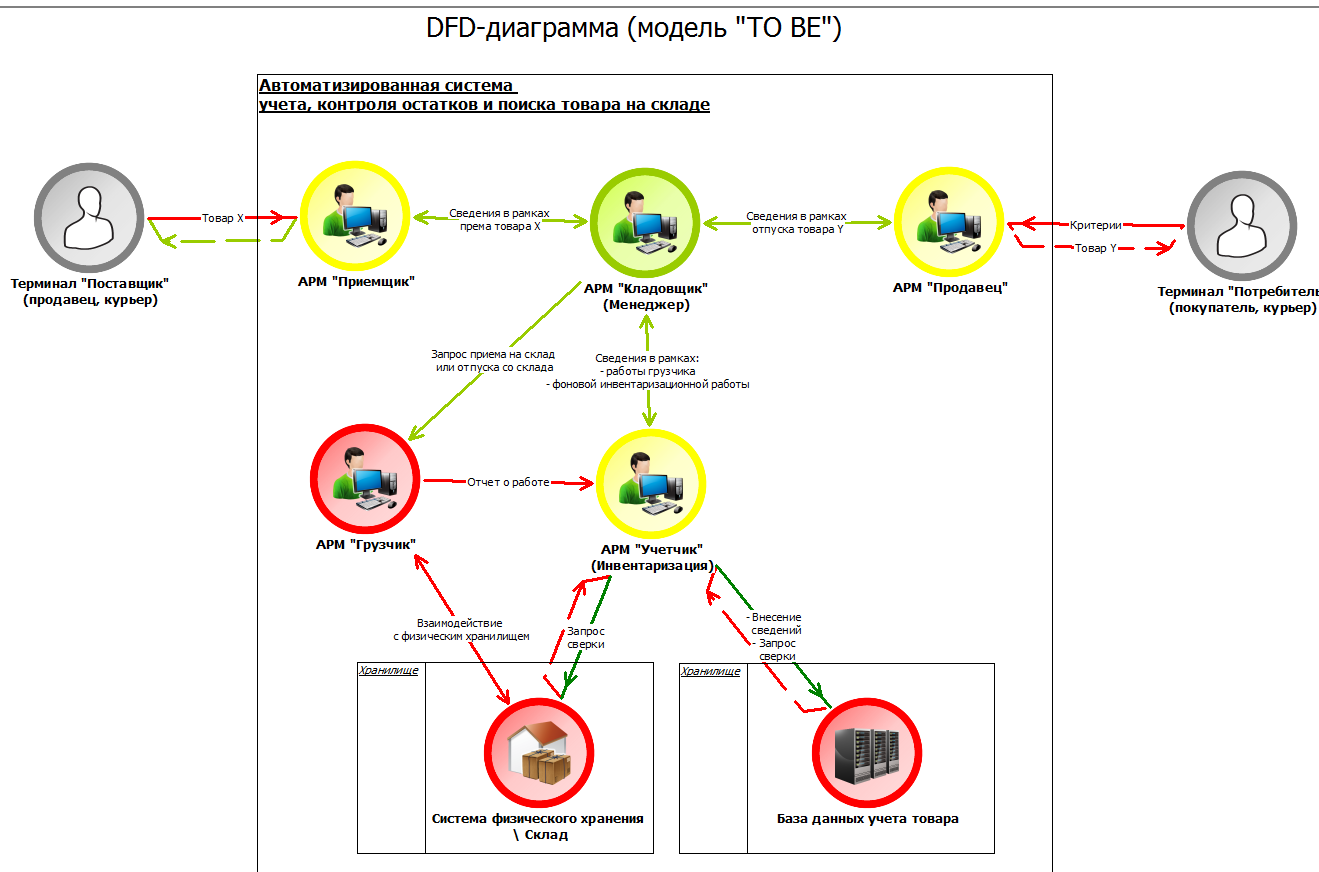 DFD-диаграмма (модель "TO BE")
Автоматизированная система
учета, контроля остатков и поиска товара на складе
Товар X
Сведения в рамках
према товара X
Сведения в рамках
отпуска товара Y
Критерии
Товар Y
Терминал "Поставщик"
(продавец, курьер)
АРМ "Приемщик"
АРМ "Кладовщик"
(Менеджер)
АРМ "Продавец"
Терминал "Потребитель
(покупатель, курьер)
Запрос приема на склад
или отпуска со склада
Сведения в рамках:
- работы грузчика
- фоновой инвентаризационной работы
Отчет о работе
АРМ "Грузчик"
АРМ "Учетчик"
(Инвентаризация)
Взаимодействие
с физическим хранилищем
Запрос
сверки
- Внесение
сведений
- Запрос
сверки
Хранилище
Хранилище
Система физического хранения
\ Склад
База данных учета товара